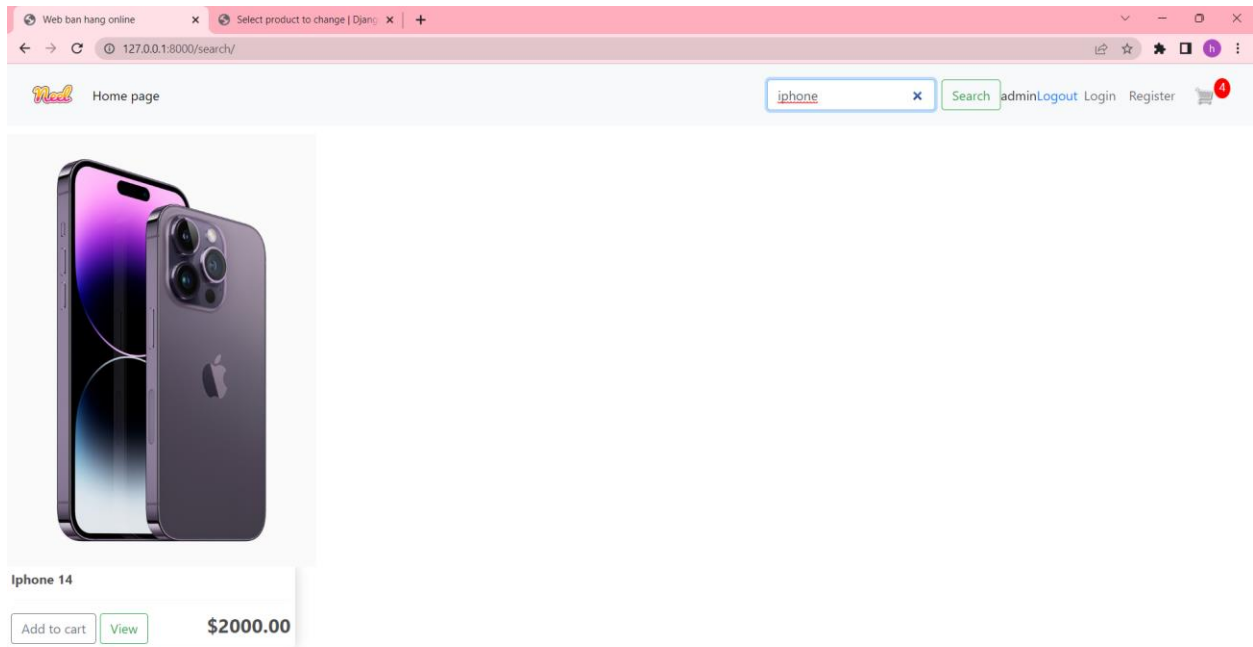 Web ban hang online
Select product to change | Djang
127.0.0.1:8000/search/
h
Neel Home page iphone Search adminLogout Login Register 4
Iphone 14
Add to cart View $2000.00